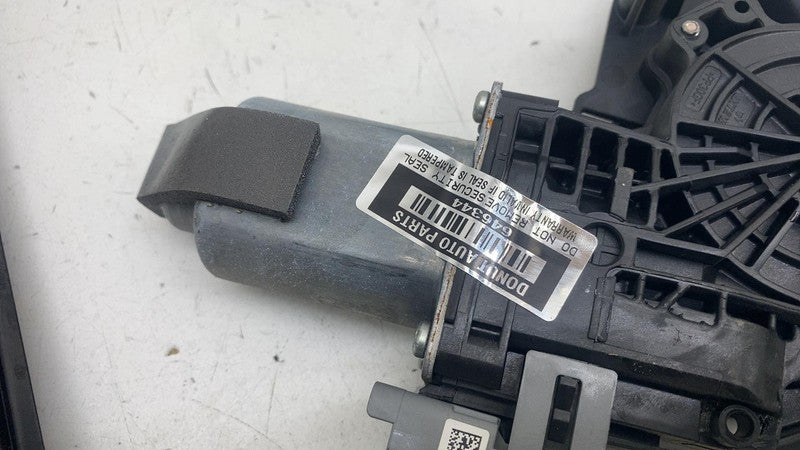 DONUT AUTO PARTS
646344
DO NOT REMOVE SECURITY SEAL
WARRANTY INVALID IF SEAL IS TAMPERED